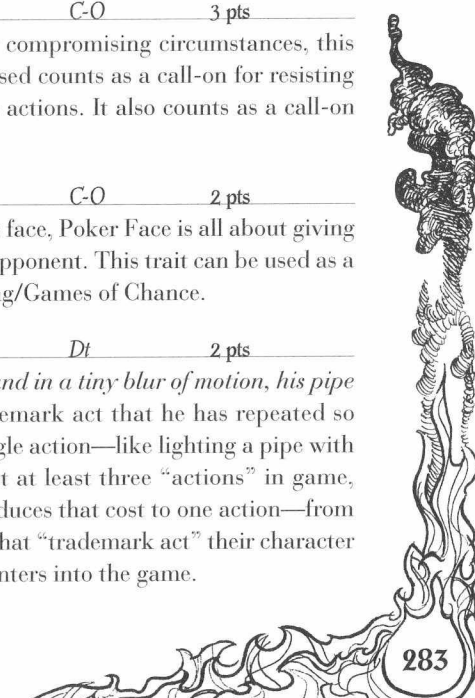 C-O 3 pts
compromising circumstances, this
sed counts as a call-on for resisting
actions. It also counts as a call-on
C-O 2 pts
face, Poker Face is all about giving
pponent. This trait can be used as a
g/Games of Chance.
Dt 2 pts
nd in a tiny blur of motion, his pipe
emark act that he has repeated so
gle action—like lighting a pipe with
t at least three “actions” in game,
duces that cost to one action—from
hat “trademark act” their character
nters into the game.
283